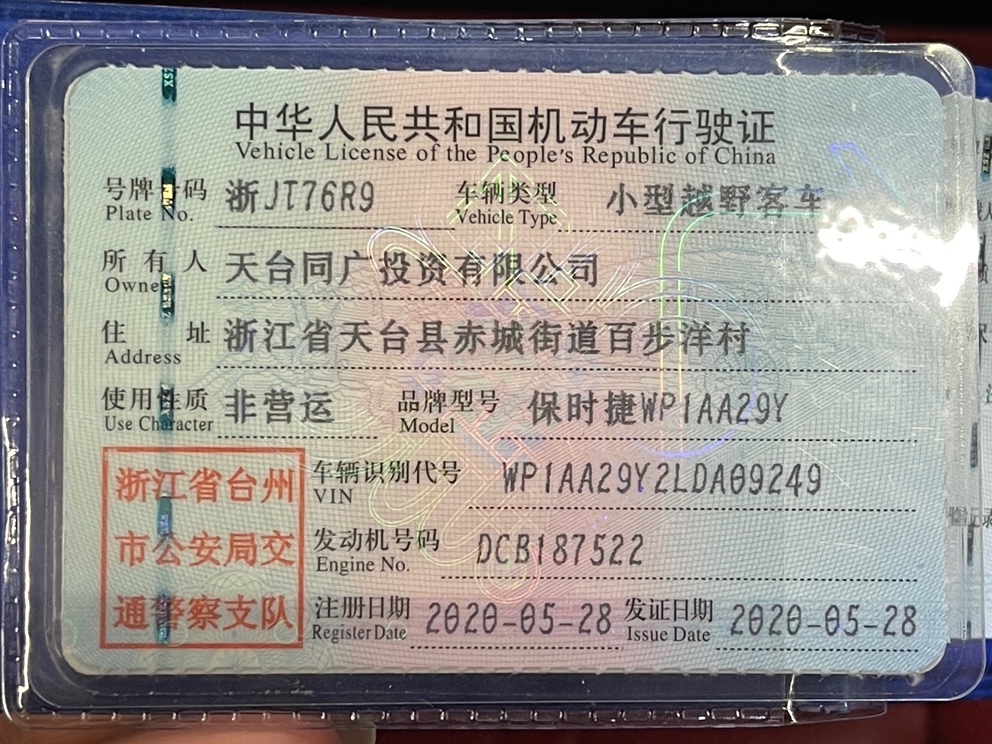 中华人民共和国机动车行驶证
Vehicle License of the People's Republic of China
号牌号码 浙JT76R9 车辆类型 小型越野客车
Plate No. Vehicle Type
所有人 天台同广投资有限公司
Owner
住址 浙江省天台县赤城街道百步洋村
Address
使用性质 非营运 品牌型号 保时捷WP1AA29Y
Use Character Model
浙江省台州
市公安局交
通警察支队
车辆识别代号 WP1AA29Y2LDA09249
VIN
发动机号码 DCB187522
Engine No.
注册日期 2020-05-28 发证日期 2020-05-28
Register Date Issue Date